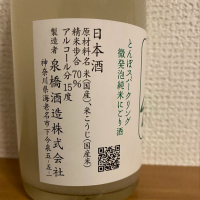 とんぼスパークリング
微発泡純米にごり酒
日本酒
原材料名 米(国産)、米こうじ(国産米)
精米歩合 70%
アルコール分 15度
製造者 泉橋酒造株式会社
神奈川県海老名市下今泉五-五-一